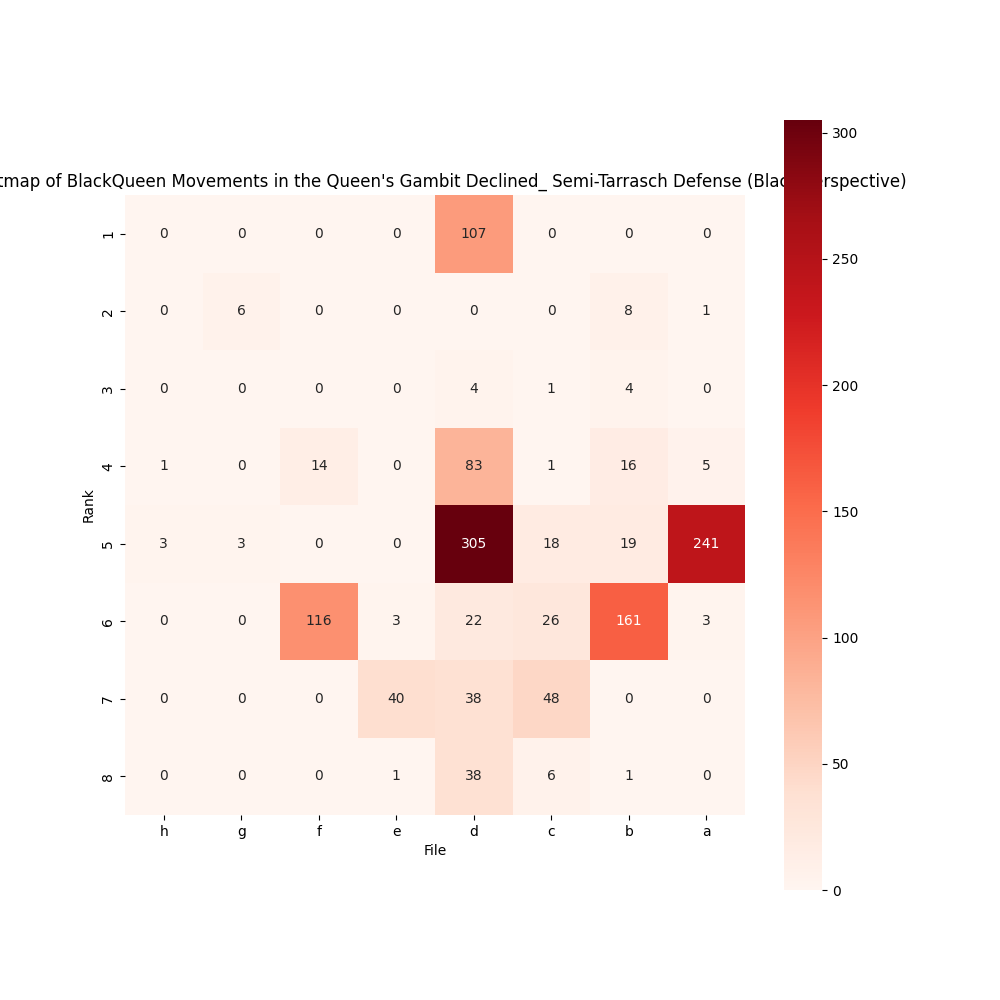 tmap of BlackQueen Movements in the Queen's Gambit Declined_ Semi-Tarrasch Defense (Blac erspective)
300
250
200
150
100
50
0
Rank
1 0 0 0 0 107 0 0 0
2 0 6 0 0 0 0 8 1
3 0 0 0 0 4 1 4 0
4 1 0 14 0 83 1 16 5
5 3 3 0 0 305 18 19 241
6 0 0 116 3 22 26 161 3
7 0 0 0 40 38 48 0 0
8 0 0 0 1 38 6 1 0
h g f e d c b a
File